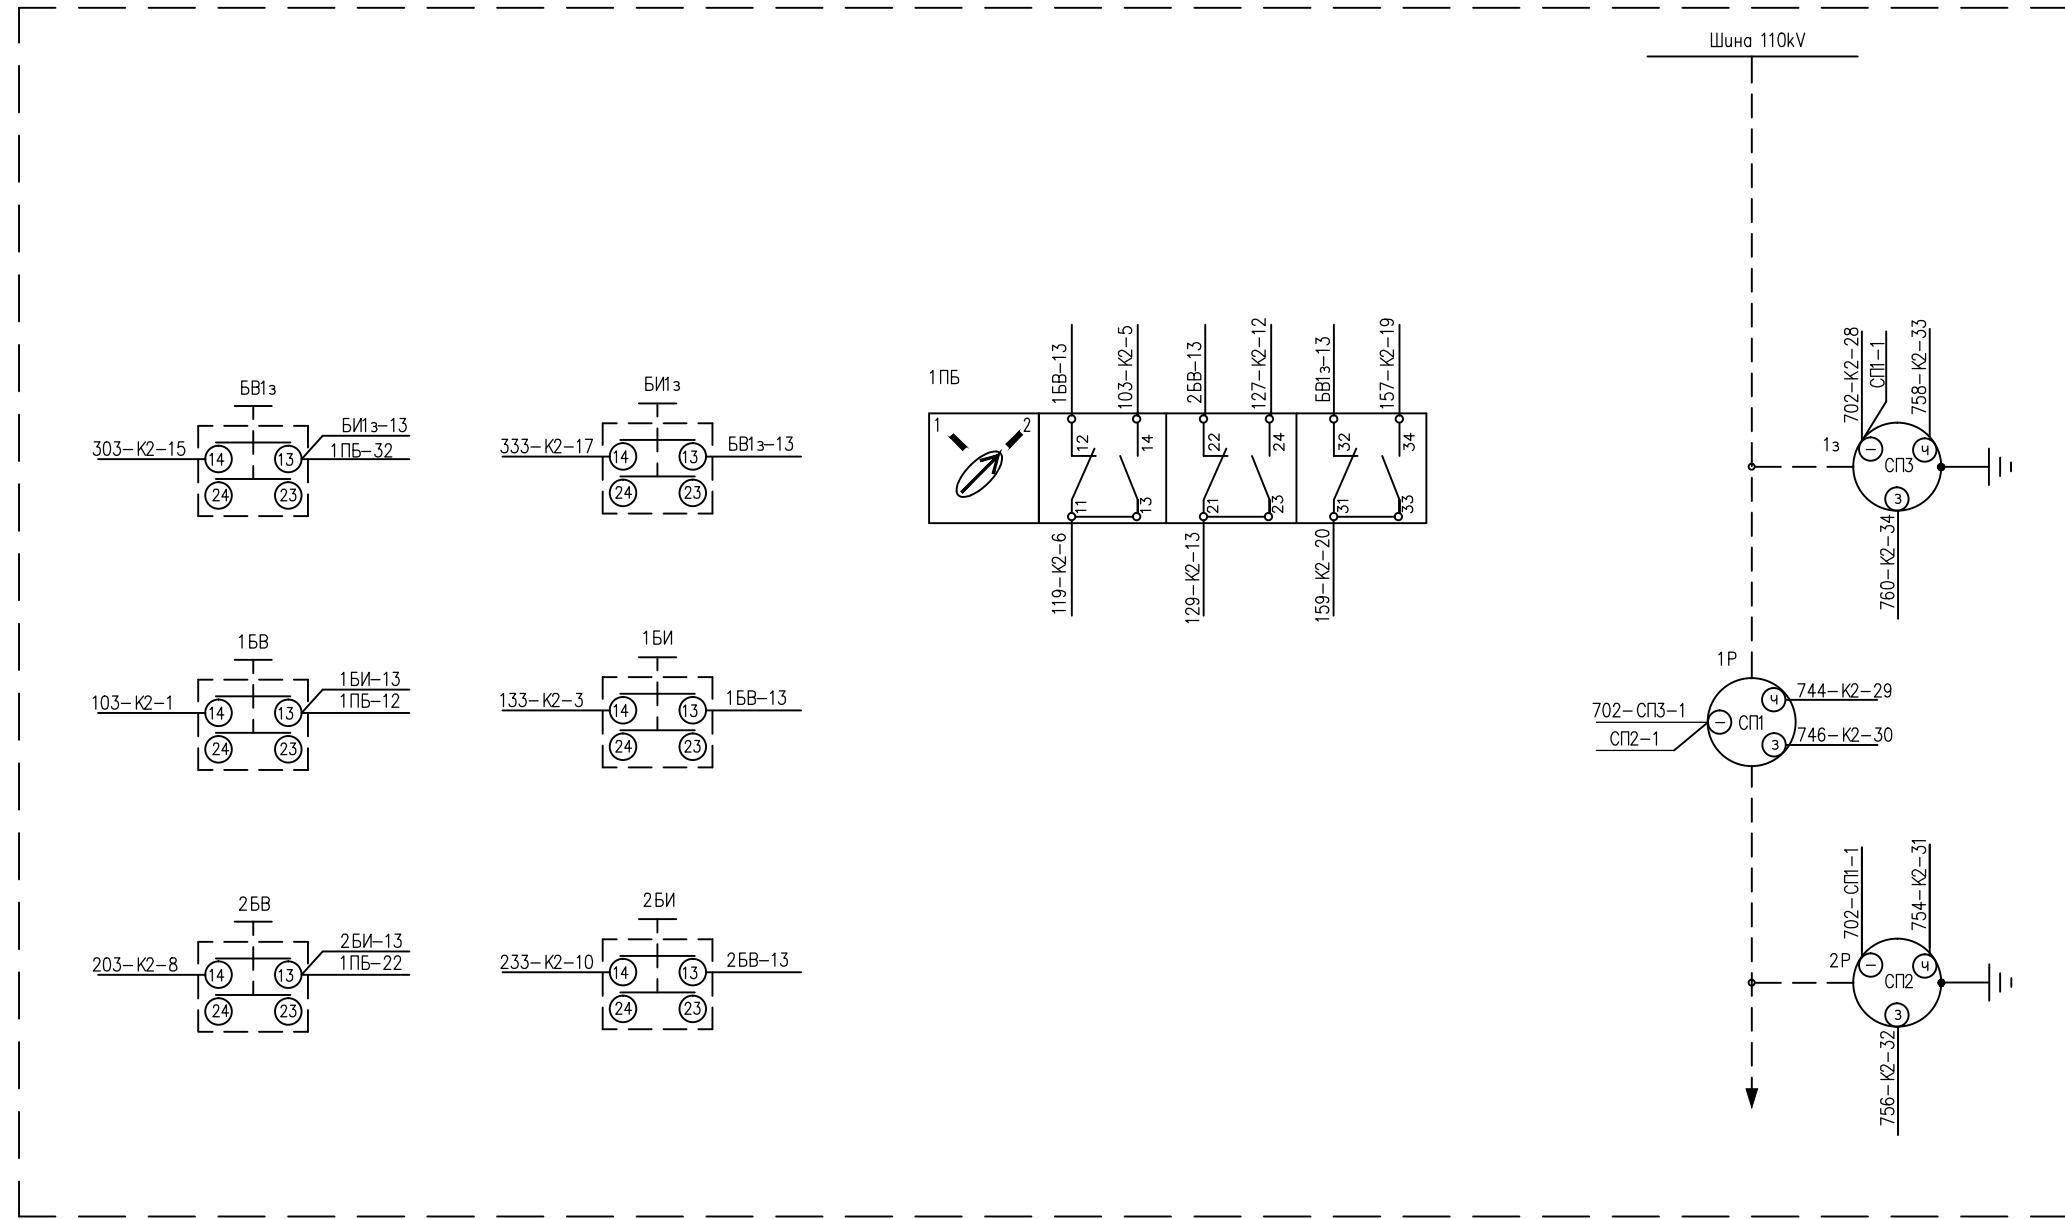 Шина 110kV
БВ1з
303-К2-15
БИ1з-13
1ПБ-32
14
13
24
23
БИ1з
333-К2-17
БВ1з-13
14
13
24
23
1ПБ
1
2
1БВ-13
103-К2-5
2БВ-13
127-К2-12
БВ1з-13
157-К2-19
12
14
22
24
32
34
11
13
21
23
31
33
119-К2-6
129-К2-13
159-К2-20
702-К2-28
СП1-1
758-К2-33
1з
–
Ч
СП3
З
760-К2-34
1БВ
103-К2-1
1БИ-13
1ПБ-12
14
13
24
23
1БИ
133-К2-3
1БВ-13
14
13
24
23
1Р
702-СП3-1
СП2-1
–
СП1
Ч
З
744-К2-29
746-К2-30
2БВ
203-К2-8
2БИ-13
1ПБ-22
14
13
24
23
2БИ
233-К2-10
2БВ-13
14
13
24
23
702-СП1-1
754-К2-31
2Р
–
Ч
СП2
З
756-К2-32